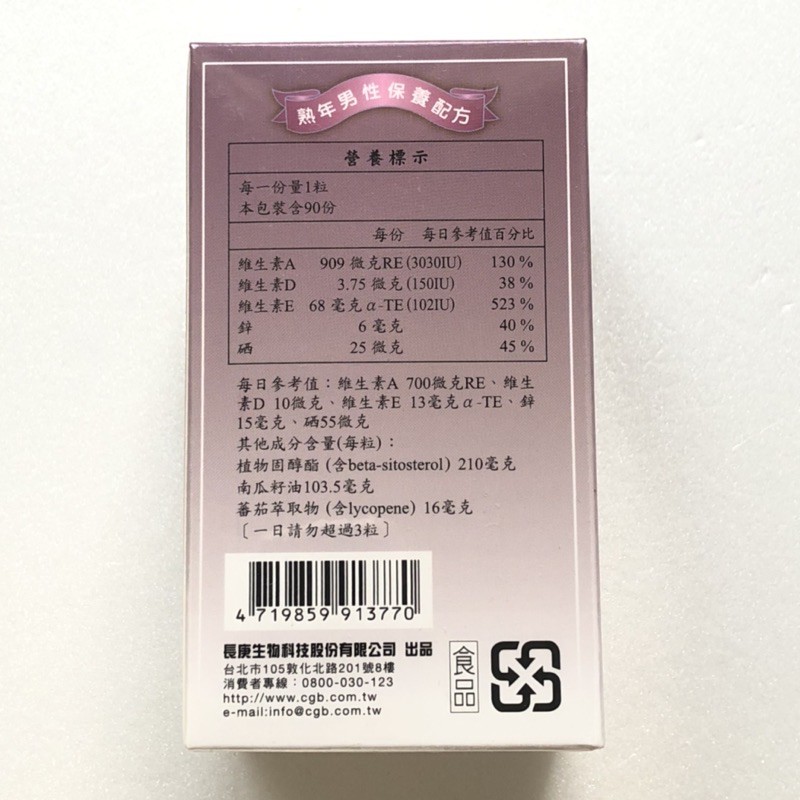 熟年男性保養配方
營養標示
每一份量1粒
本包裝含90份
每份 每日參考值百分比
維生素A 909 微克RE(3030IU) 130 %
維生素D 3.75 微克(150IU) 38 %
維生素E 68 毫克α-TE(102IU) 523 %
鋅 6 毫克 40 %
硒 25 微克 45 %
每日參考值：維生素A 700微克RE、維生
素D 10微克、維生素E 13毫克α-TE、鋅
15毫克、硒55微克
其他成分含量(每粒)：
植物固醇酯 (含beta-sitosterol) 210毫克
南瓜籽油103.5毫克
蕃茄萃取物 (含lycopene) 16毫克
〔一日請勿超過3粒〕
4 719859 913770
長庚生物科技股份有限公司 出品
台北市105敦化北路201號8樓
消費者專線：0800-030-123
http://www.cgb.com.tw
e-mail:info@cgb.com.tw
食品